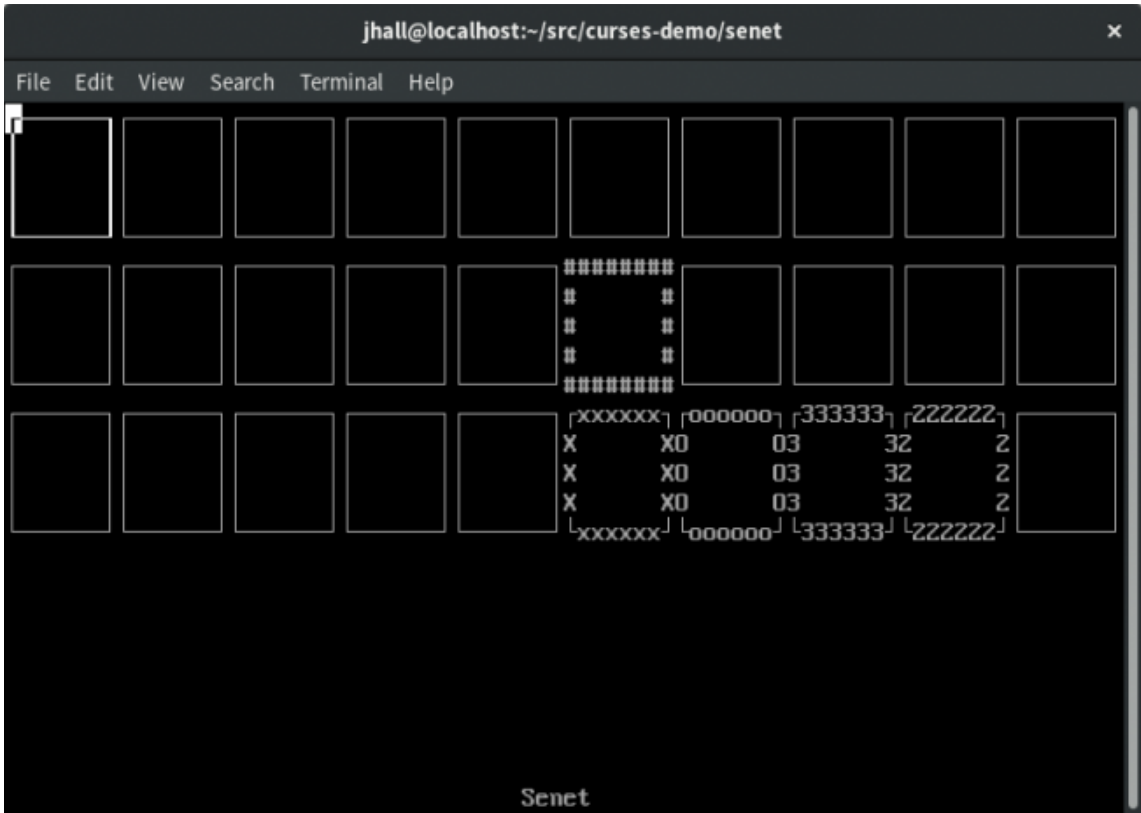 jhall@localhost:~/src/curses-demo/senet ×
File Edit View Search Terminal Help
########
# #
# #
# #
########
xxxxxx oooooo 333333 222222
X XO O3 32 2
X XO O3 32 2
X XO O3 32 2
xxxxxx oooooo 333333 222222
Senet